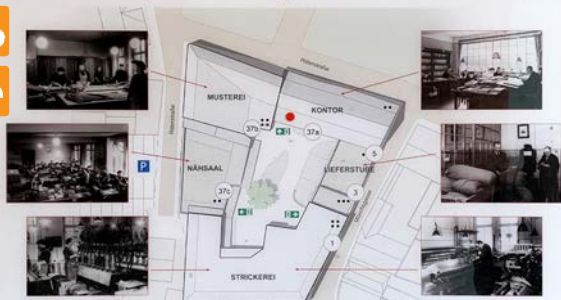 MUSTEREI
KONTOR
37b
37a
5
LIEFERSTUBE
P
NÄHSAAL
37c
3
1
STRICKEREI